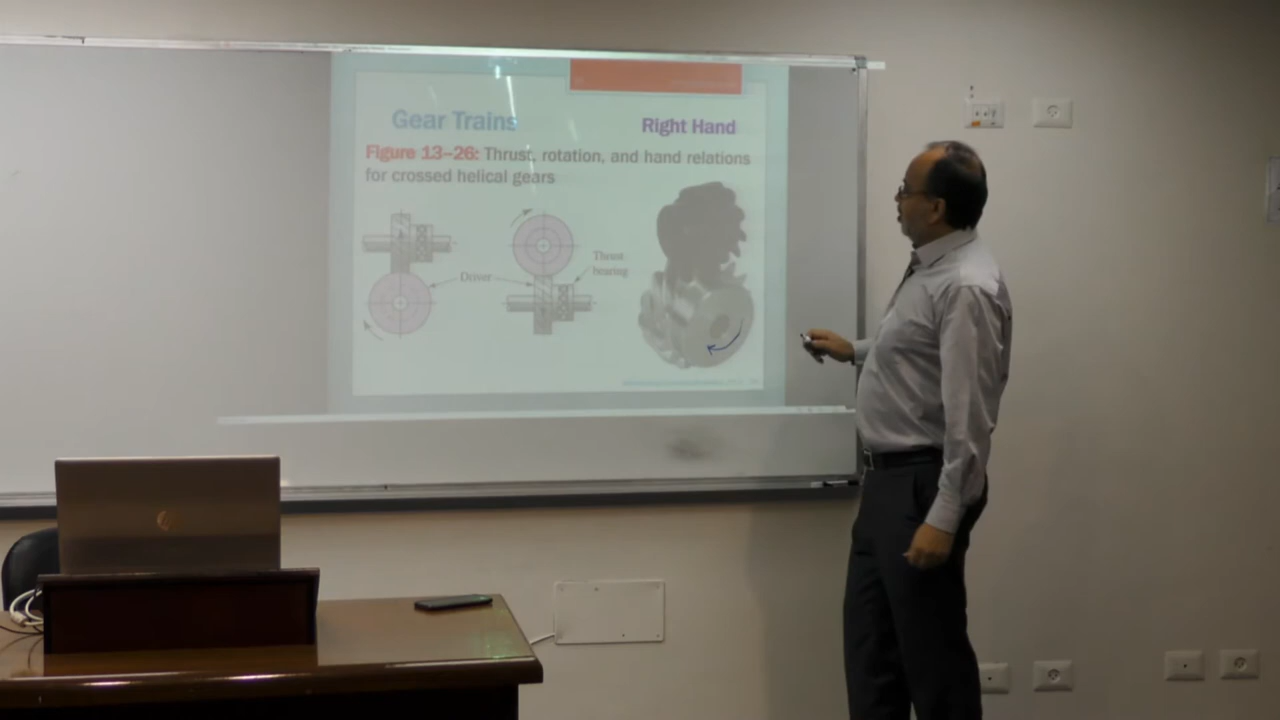 Gear Trains
Right Hand
Figure 13–26: Thrust, rotation, and hand relations
for crossed helical gears
Driver
Thrust
bearing
hp